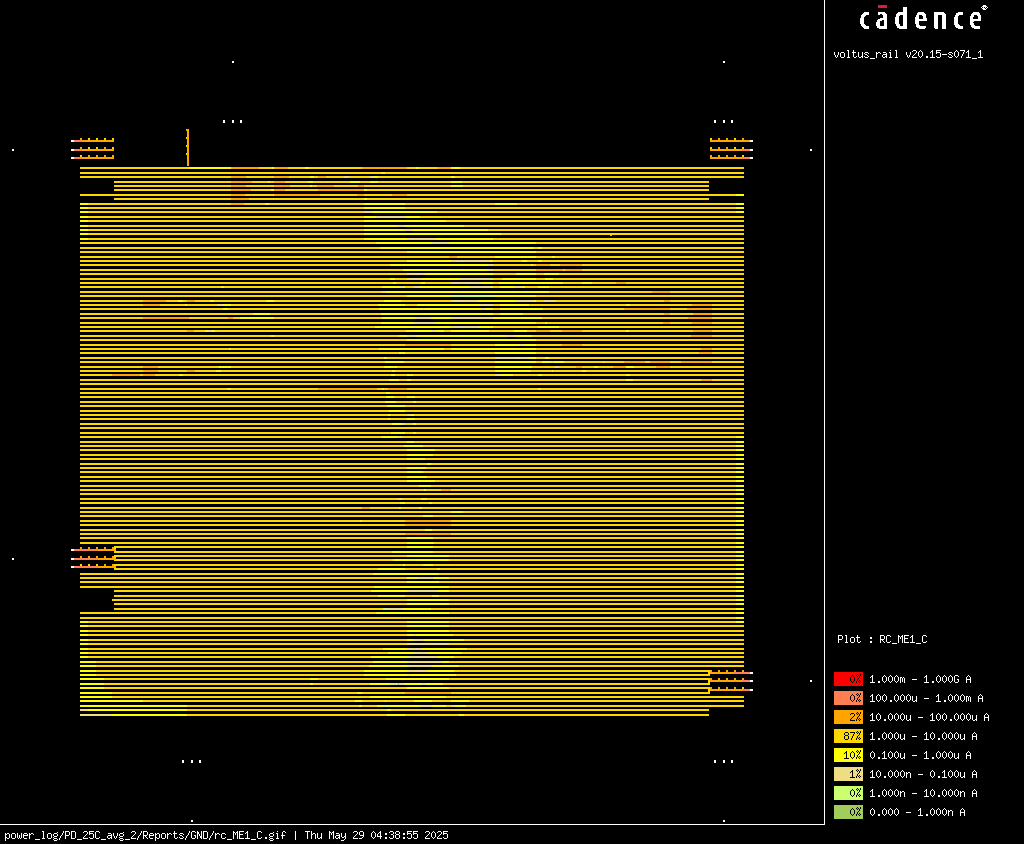 cādence®
voltus_rail v20.15-s071_1
Plot : RC_ME1_C
0% 1.000m - 1.000G A
0% 100.000u - 1.000m A
2% 10.000u - 100.000u A
87% 1.000u - 10.000u A
10% 0.100u - 1.000u A
1% 10.000n - 0.100u A
0% 1.000n - 10.000n A
0% 0.000 - 1.000n A
power_log/PD_25C_avg_2/Reports/GND/rc_ME1_C.gif | Thu May 29 04:38:55 2025